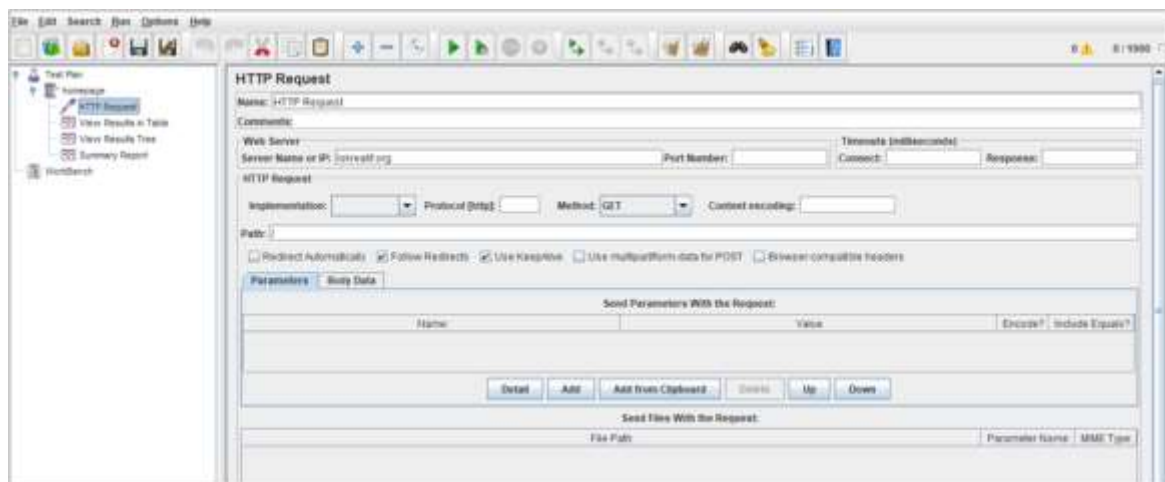 File Edit Search Run Options Help
0 0 / 1000
Test Plan
homepage
HTTP Request
View Results in Table
View Results Tree
Summary Report
WorkBench
HTTP Request
Name: HTTP Request
Comments:
Web Server
Timeouts (milliseconds)
Server Name or IP:
Port Number:
Connect:
Response:
HTTP Request
Implementation:
Protocol [http]:
Method: GET
Content encoding:
Path: /
Redirect Automatically Follow Redirects Use KeepAlive Use multipart/form-data for POST Browser-compatible headers
Parameters Body Data
Send Parameters With the Request:
Name: Value Encode? Include Equals?
Detail Add Add from Clipboard Delete Up Down
Send Files With the Request:
File Path: Parameter Name: MIME Type: